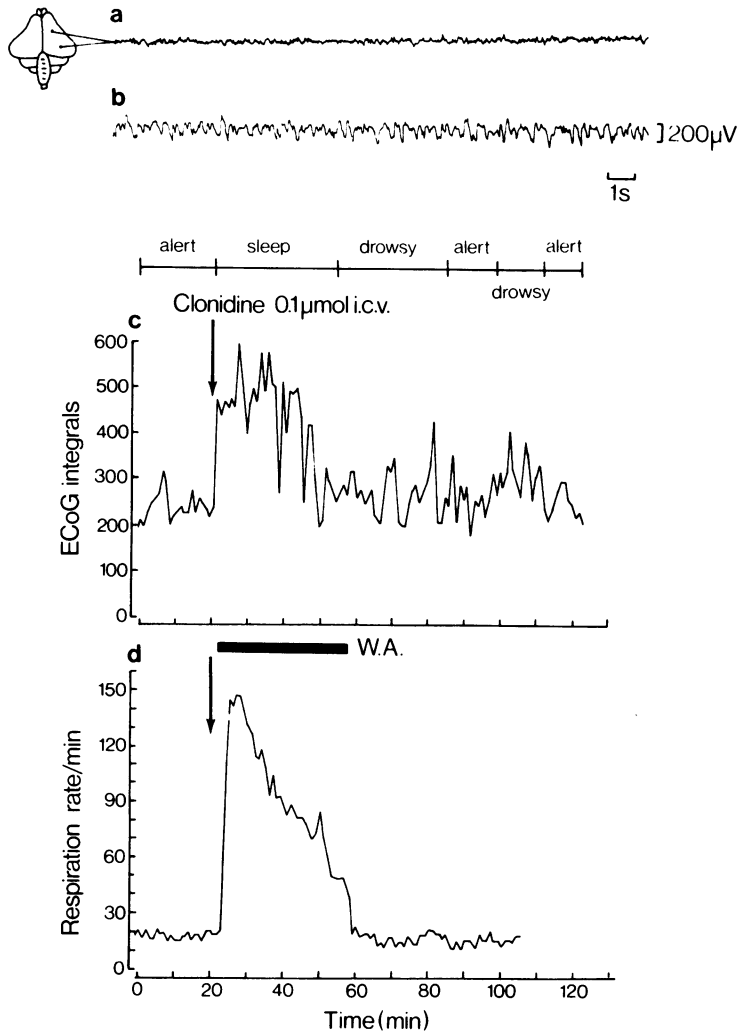 a
b
200µV
1s
alert sleep drowsy alert alert
drowsy
Clonidine 0.1µmol i.c.v.
c
600
500
400
300
200
100
0
ECoG integrals
d
W.A.
150
120
90
60
30
0
Respiration rate/min
0 20 40 60 80 100 120
Time (min)